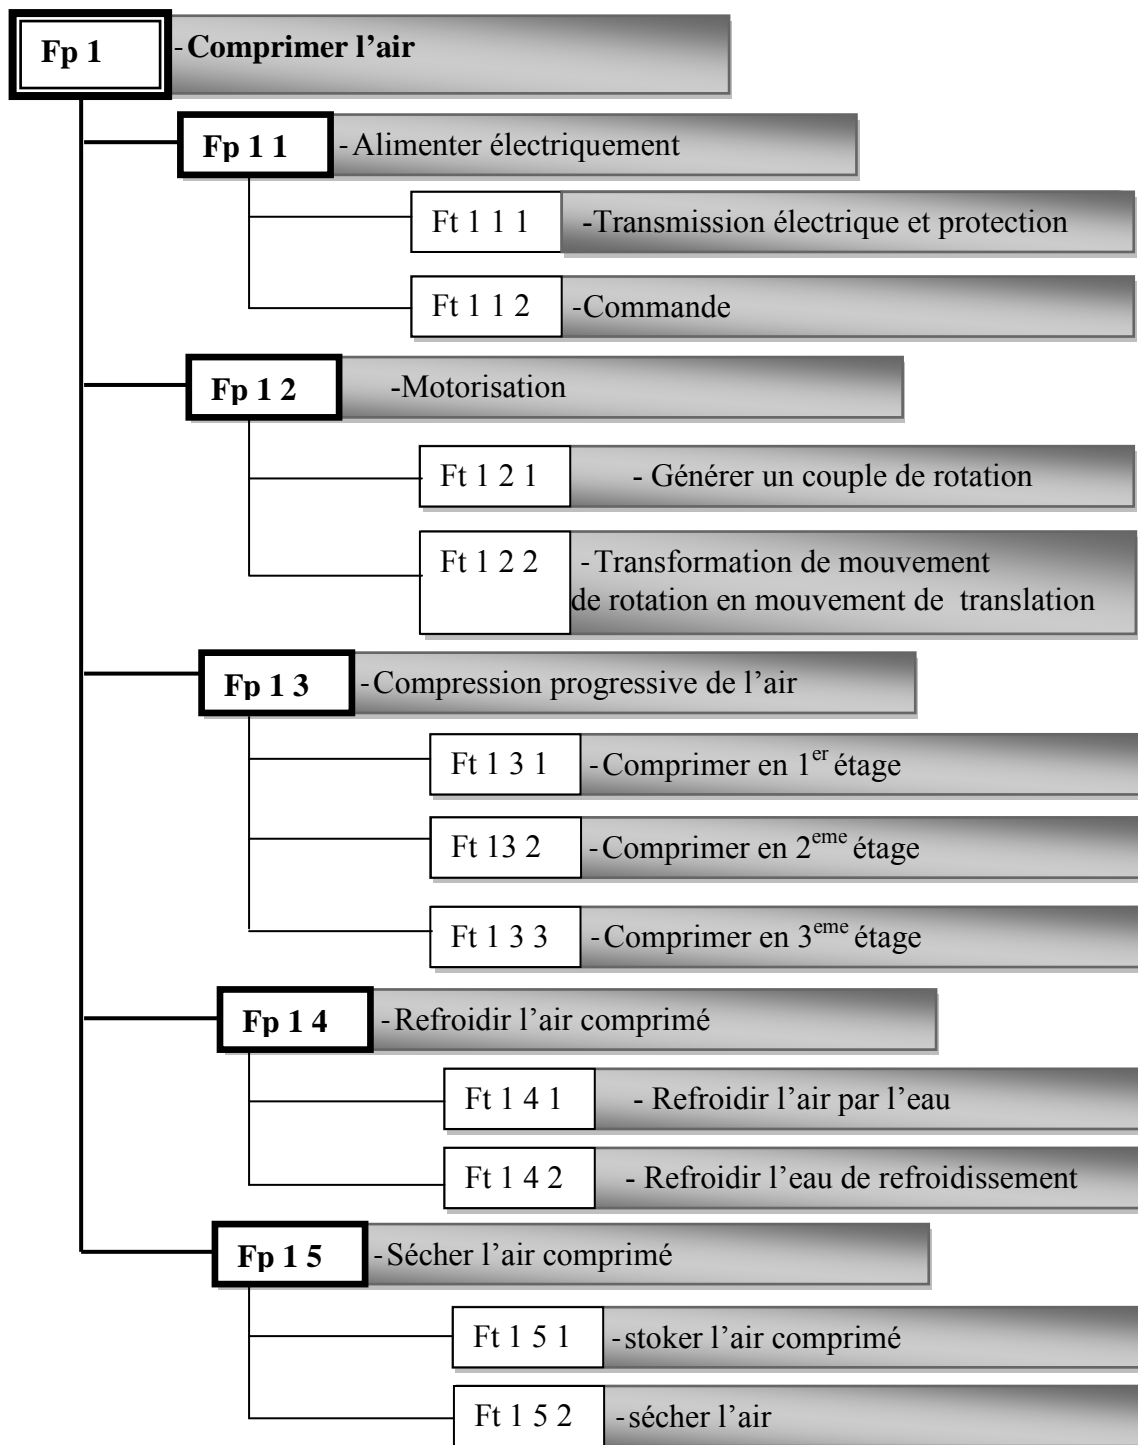 Fp 1 -Comprimer l’air
Fp 1 1 -Alimenter électriquement
Ft 1 1 1 -Transmission électrique et protection
Ft 1 1 2 -Commande
Fp 1 2 -Motorisation
Ft 1 2 1 - Générer un couple de rotation
Ft 1 2 2 -Transformation de mouvement
de rotation en mouvement de translation
Fp 1 3 -Compression progressive de l’air
Ft 1 3 1 -Comprimer en 1er étage
Ft 13 2 -Comprimer en 2eme étage
Ft 1 3 3 -Comprimer en 3eme étage
Fp 1 4 -Refroidir l’air comprimé
Ft 1 4 1 - Refroidir l’air par l’eau
Ft 1 4 2 - Refroidir l’eau de refroidissement
Fp 1 5 -Sécher l’air comprimé
Ft 1 5 1 -stoker l’air comprimé
Ft 1 5 2 -sécher l’air